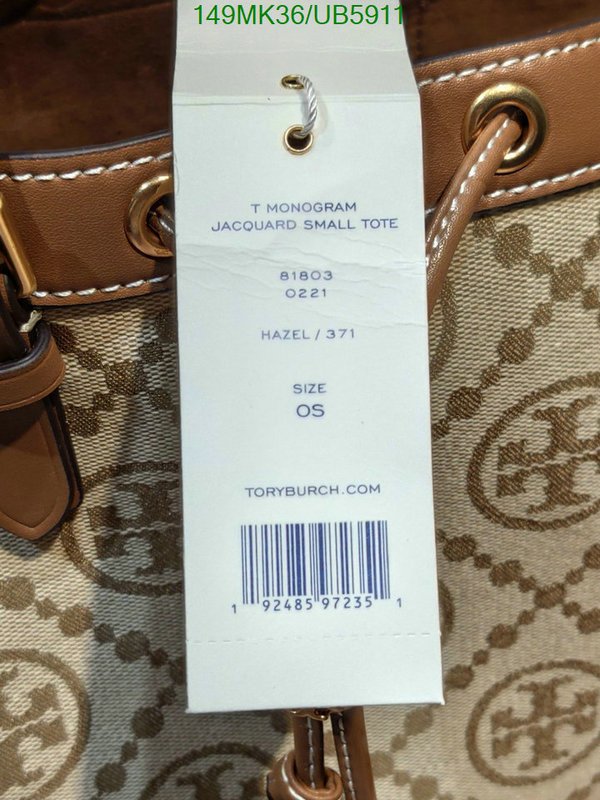 149MK36/UB5911
T MONOGRAM
JACQUARD SMALL TOTE
81803
0221
HAZEL / 371
SIZE
OS
TORYBURCH.COM
1 92485 97235 1